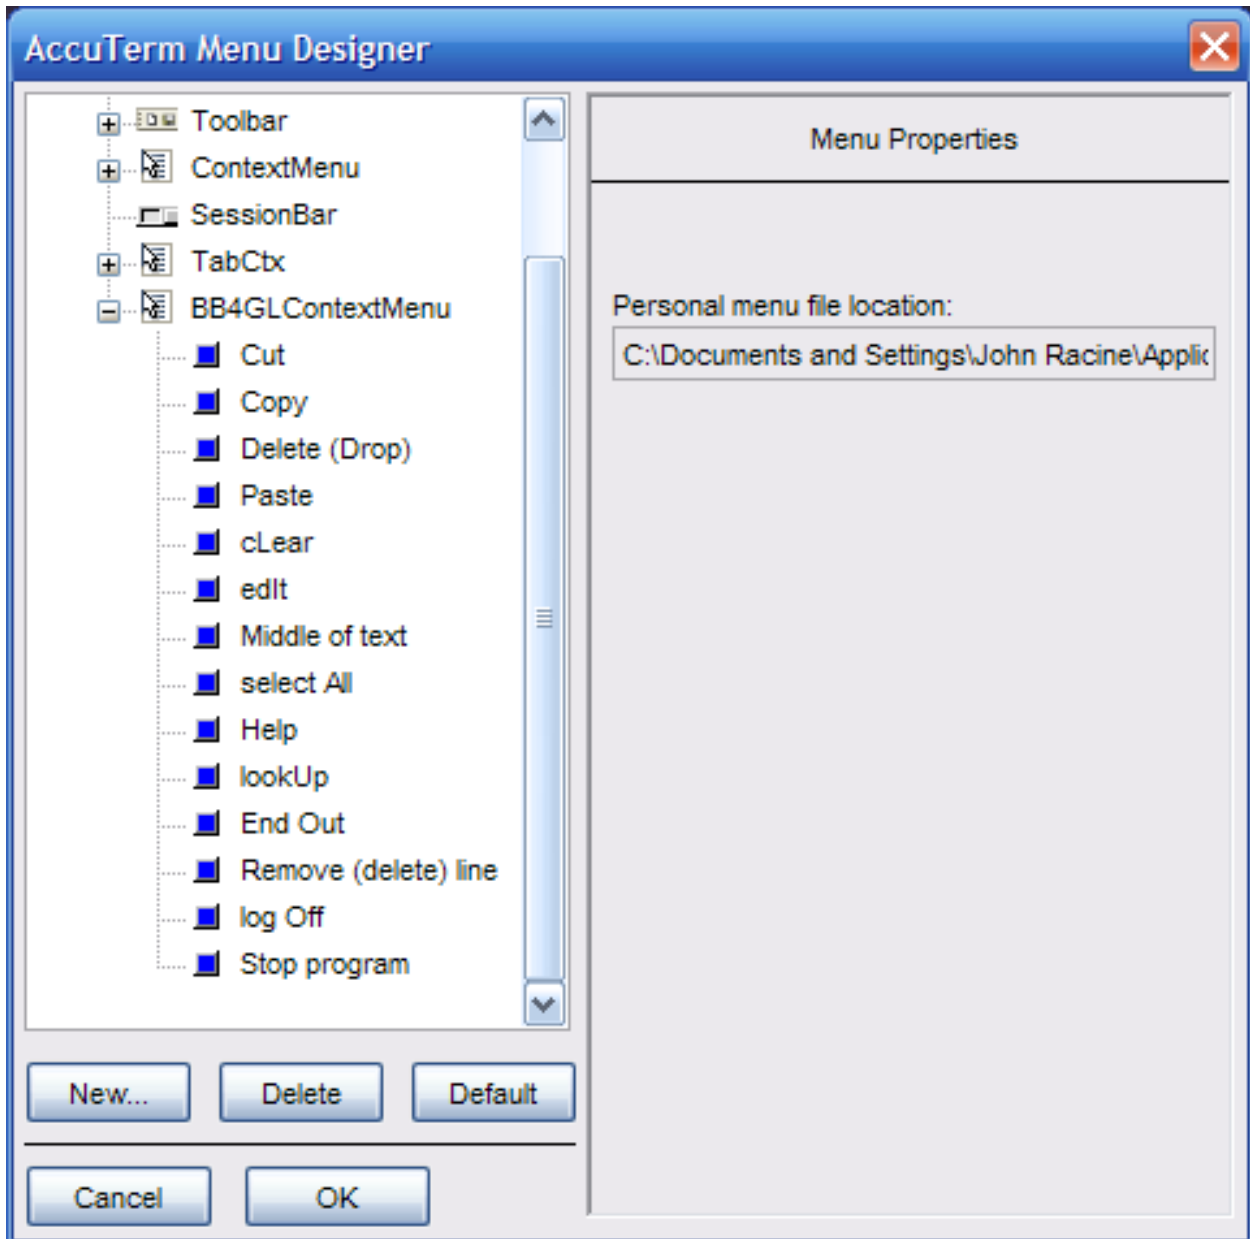 AccuTerm Menu Designer
Toolbar
ContextMenu
SessionBar
TabCtx
BB4GLContextMenu
Cut
Copy
Delete (Drop)
Paste
cLear
edIt
Middle of text
select All
Help
lookUp
End Out
Remove (delete) line
log Off
Stop program
New...
Delete
Default
Cancel
OK
Menu Properties
Personal menu file location:
C:\Documents and Settings\John Racine\Applic